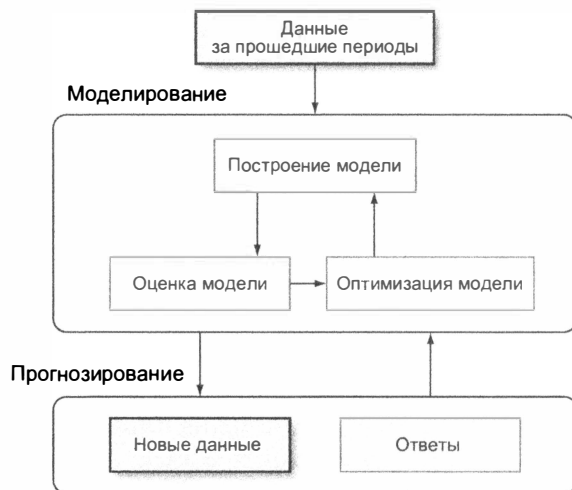 Данные
за прошедшие периоды
Моделирование
Построение модели
Оценка модели
Оптимизация модели
Прогнозирование
Новые данные
Ответы